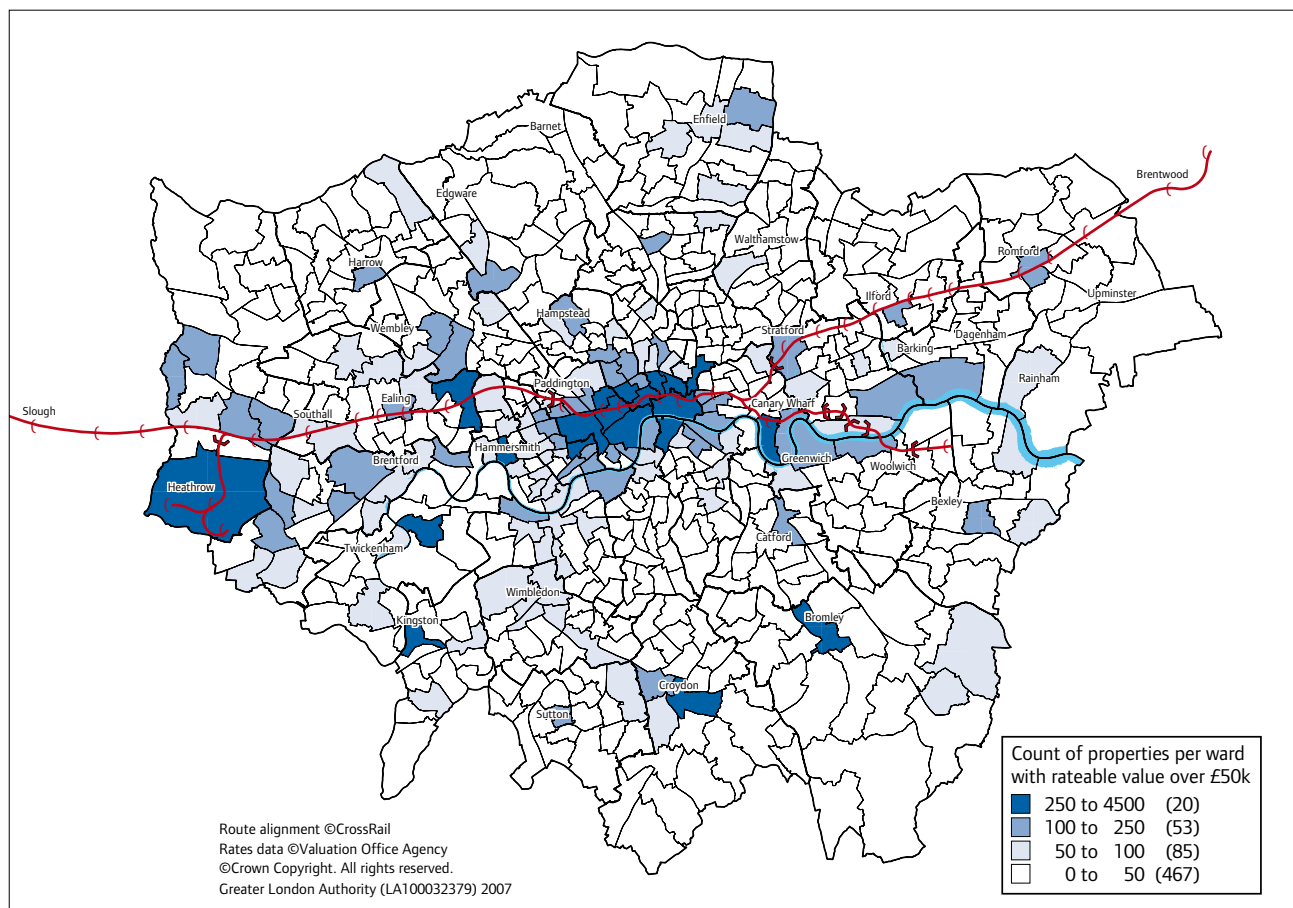 Brentwood
Enfield
Barnet
Edgware
Walthamstow
Harrow
Romford
Upminster
Ilford
Hampstead
Wembley
Stratford
Dagenham
Barking
Rainham
Paddington
Ealing
Canary Wharf
Slough
Southall
Hammersmith
Brentford
Greenwich
Woolwich
Heathrow
Bexley
Catford
Twickenham
Wimbledon
Kingston
Bromley
Croydon
Sutton
Count of properties per ward
with rateable value over £50k
250 to 4500 (20)
100 to 250 (53)
50 to 100 (85)
0 to 50 (467)
Route alignment ©CrossRail
Rates data ©Valuation Office Agency
©Crown Copyright. All rights reserved.
Greater London Authority (LA100032379) 2007